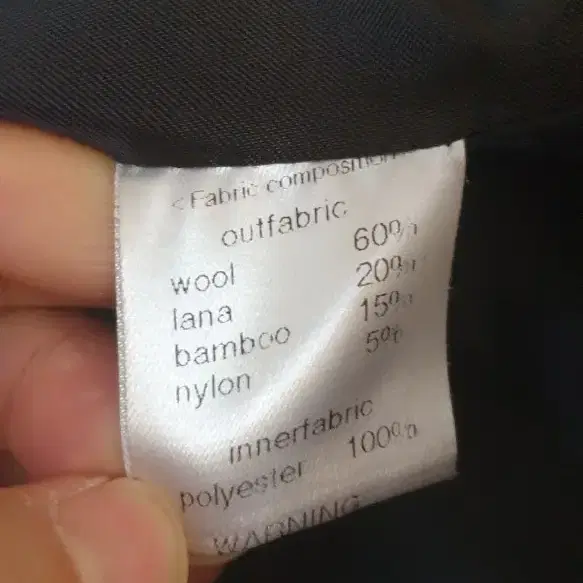 <Fabric composition
outfabric
wool 60%
lana 20%
bamboo 15%
nylon 5%
innerfabric
polyester 100%
WARNING